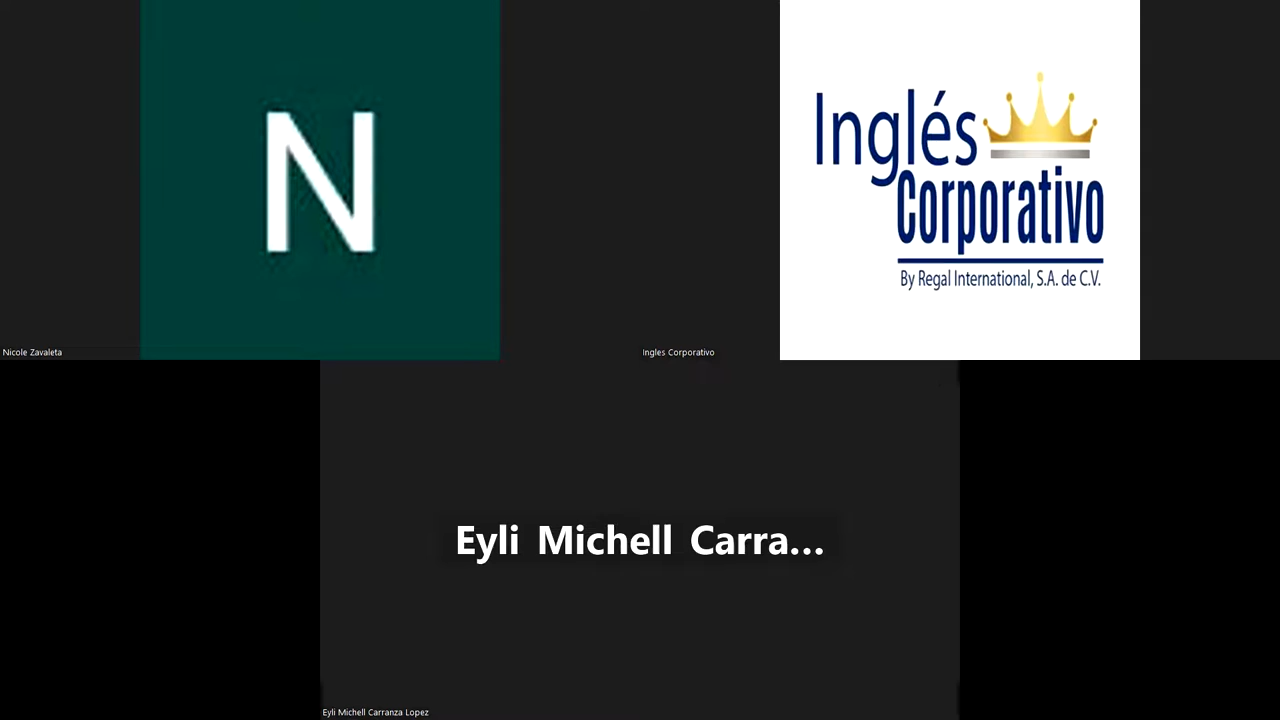 N
Inglés
Corporativo
By Regal International, S.A. de C.V.
Nicole Zavaleta
Ingles Corporativo
Eyli Michell Carra...
Eyli Michell Carranza Lopez